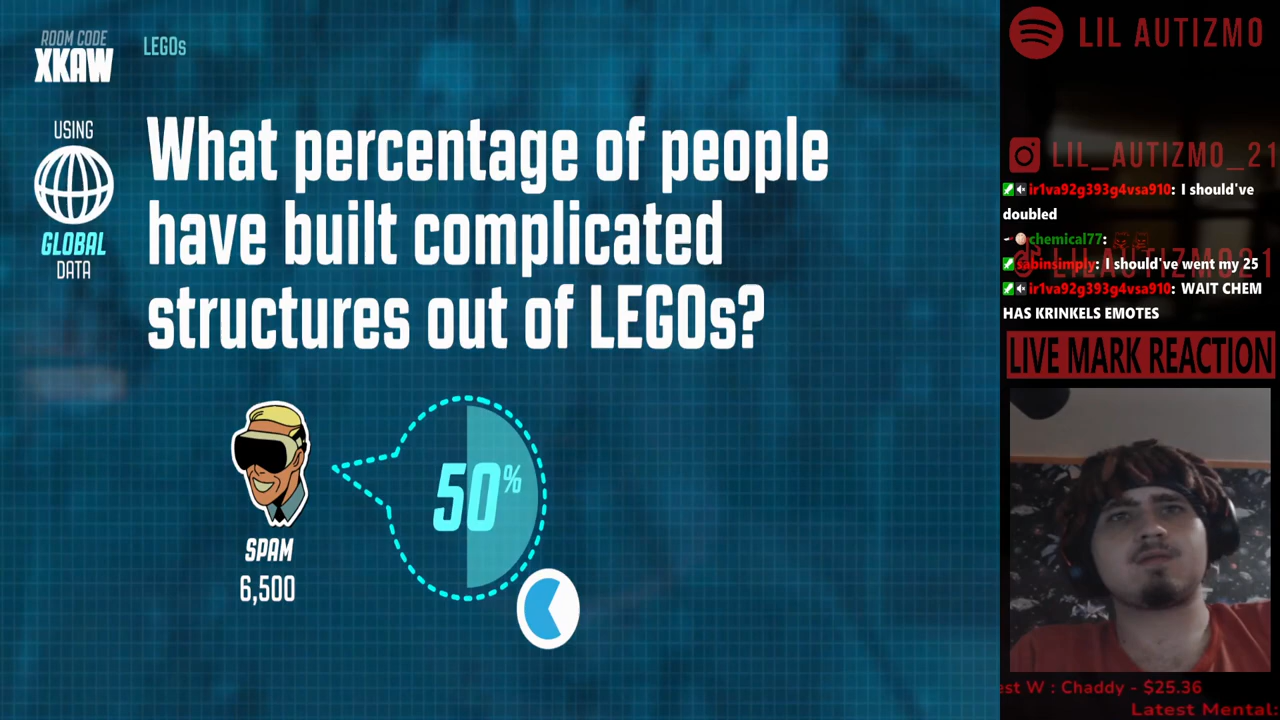 ROOM CODE
XKAW
LEGOs
USING
GLOBAL
DATA
What percentage of people
have built complicated
structures out of LEGOs?
50%
SPAM
6,500
LIL AUTIZMO
LIL_AUTIZMO_21
ir1va92g393g4vsa910: I should've
doubled
chemical77:
LILAUTIZMO21
sabinsimply: I should've went my 25
ir1va92g393g4vsa910: WAIT CHEM
HAS KRINKELS EMOTES
LIVE MARK REACTION
est W : Chaddy - $25.36
Latest Mental: